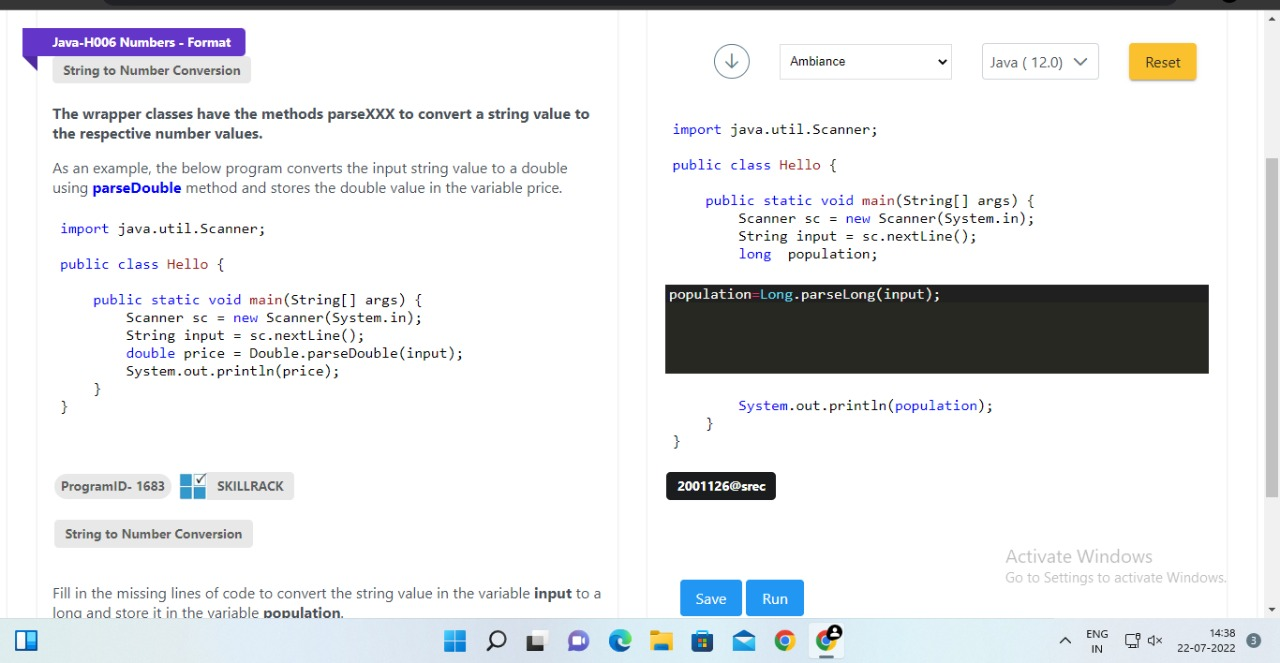 Java-H006 Numbers - Format
String to Number Conversion
The wrapper classes have the methods parseXXX to convert a string value to
the respective number values.
As an example, the below program converts the input string value to a double
using parseDouble method and stores the double value in the variable price.
import java.util.Scanner;
public class Hello {
public static void main(String[] args) {
Scanner sc = new Scanner(System.in);
String input = sc.nextLine();
double price = Double.parseDouble(input);
System.out.println(price);
}
}
ProgramID- 1683
SKILLRACK
String to Number Conversion
Fill in the missing lines of code to convert the string value in the variable input to a
long and store it in the variable population.
Ambiance
Java ( 12.0)
Reset
import java.util.Scanner;
public class Hello {
public static void main(String[] args) {
Scanner sc = new Scanner(System.in);
String input = sc.nextLine();
long  population;
population=Long.parseLong(input);
System.out.println(population);
}
}
2001126@srec
Activate Windows
Go to Settings to activate Windows.
Save
Run
ENG
IN
14:38
22-07-2022
3